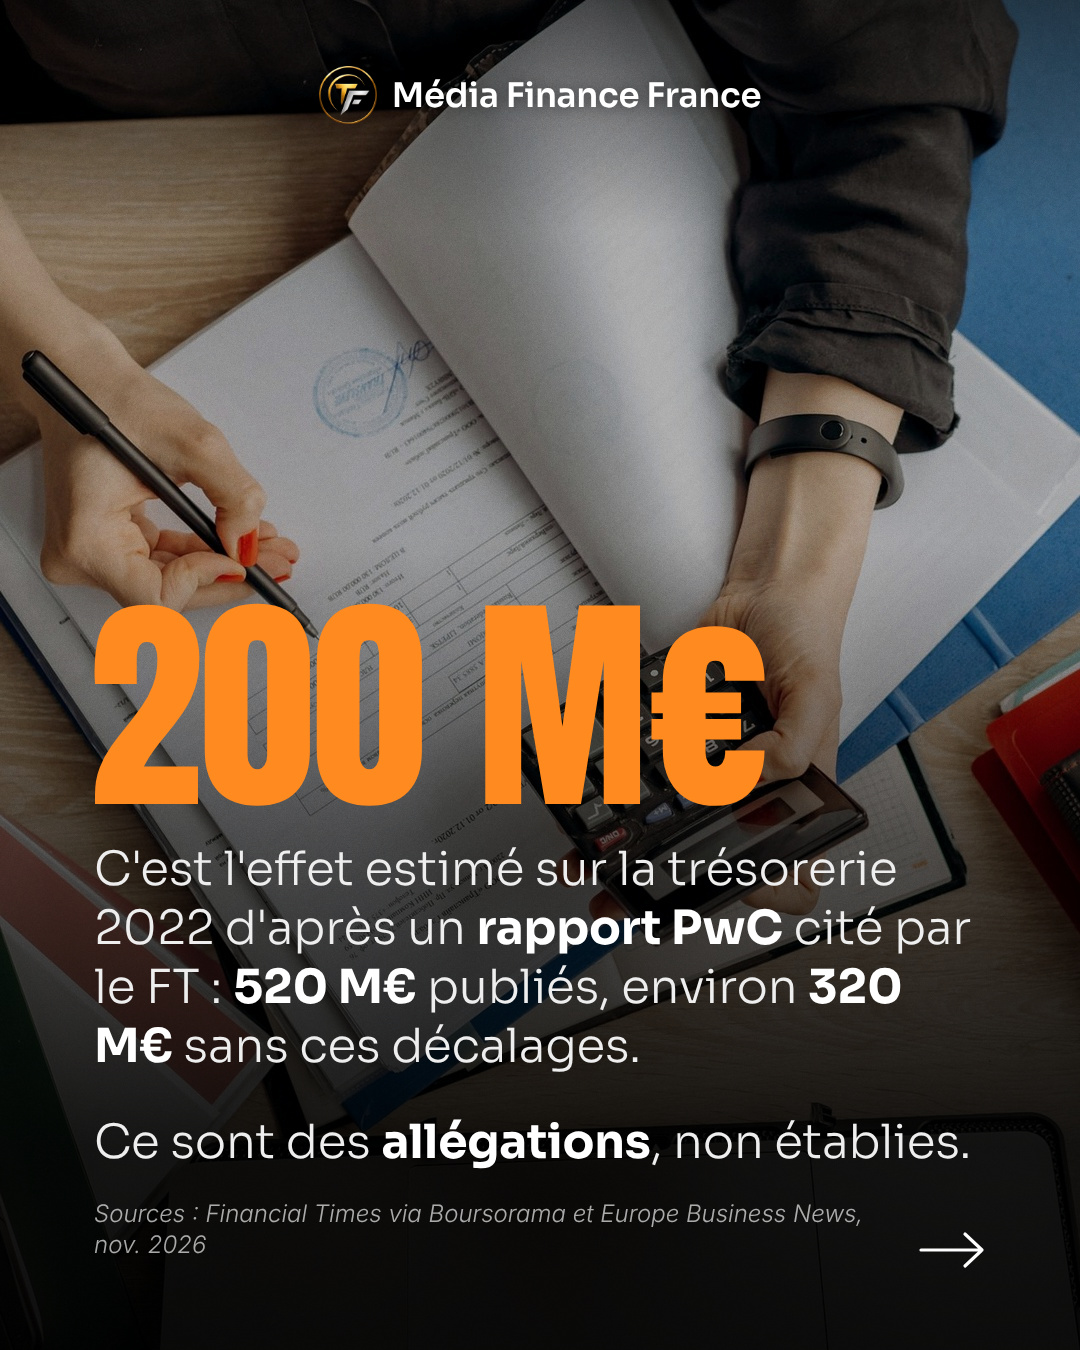 TF Média Finance France
200 M€
C'est l'effet estimé sur la trésorerie
2022 d'après un rapport PwC cité par
le FT : 520 M€ publiés, environ 320
M€ sans ces décalages.
Ce sont des allégations, non établies.
Sources : Financial Times via Boursorama et Europe Business News,
nov. 2026